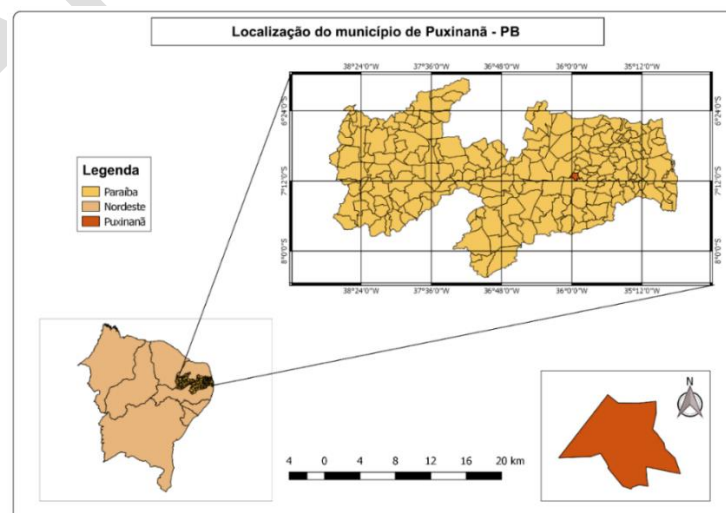 Localização do município de Puxinanã - PB
38°24'0"W 37°36'0"W 36°48'0"W 36°0'0"W 35°12'0"W
6°24'0"S 6°24'0"S
7°12'0"S 7°12'0"S
8°0'0"S 8°0'0"S
38°24'0"W 37°36'0"W 36°48'0"W 36°0'0"W 35°12'0"W
Legenda
Paraíba
Nordeste
Puxinanã
4 0 4 8 12 16 20 km
N